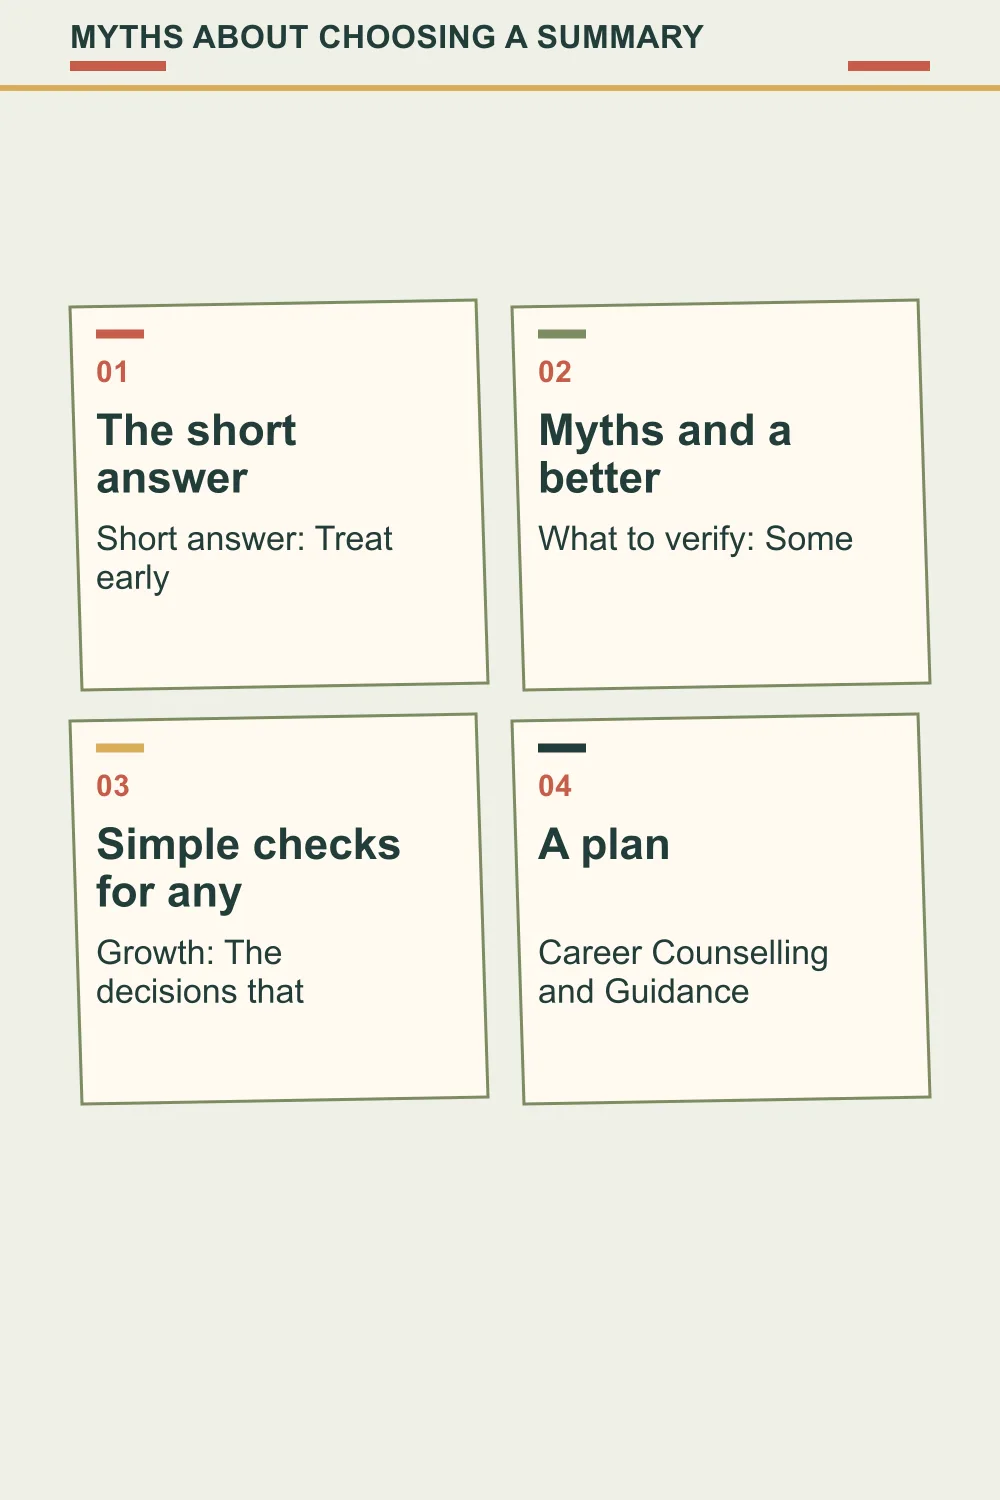 MYTHS ABOUT CHOOSING A SUMMARY
01
The short
answer
Short answer: Treat
early
02
Myths and a
better
What to verify: Some
03
Simple checks
for any
Growth: The
decisions that
04
A plan
Career Counselling
and Guidance